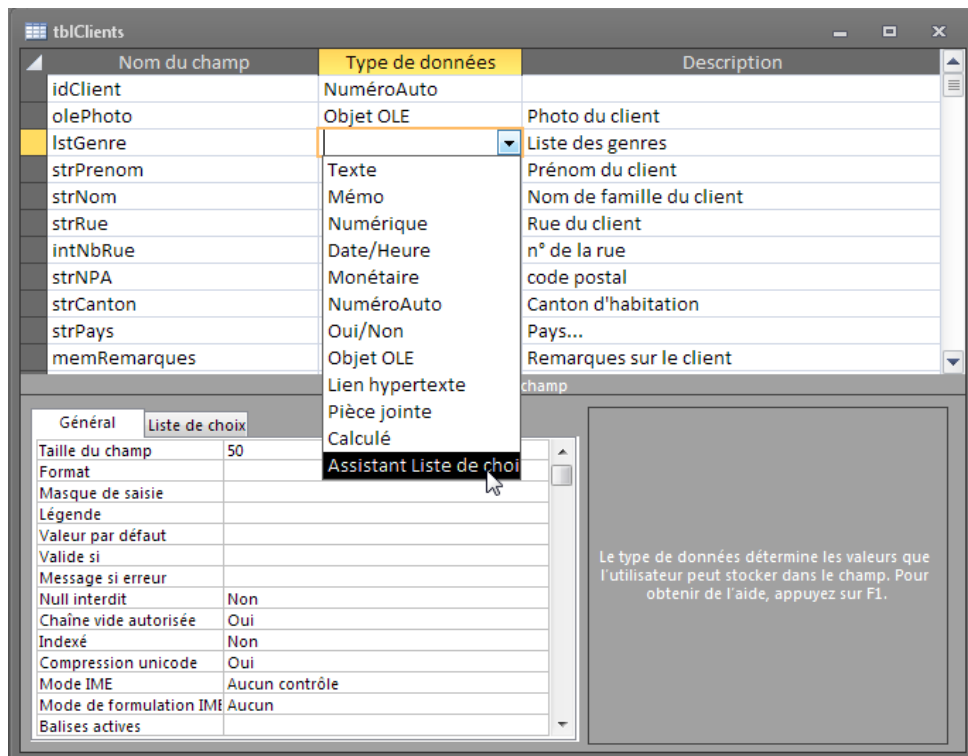 tblClients
Nom du champ Type de données Description
idClient NuméroAuto
olePhoto Objet OLE Photo du client
lstGenre Liste des genres
strPrenom Texte Prénom du client
strNom Mémo Nom de famille du client
strRue Numérique Rue du client
intNbRue Date/Heure n° de la rue
strNPA Monétaire code postal
strCanton NuméroAuto Canton d'habitation
strPays Oui/Non Pays...
memRemarques Objet OLE Remarques sur le client
Lien hypertexte champ
Pièce jointe
Calculé
Assistant Liste de choi
Général Liste de choix
Taille du champ 50
Format
Masque de saisie
Légende
Valeur par défaut
Valide si
Message si erreur
Null interdit Non
Chaîne vide autorisée Oui
Indexé Non
Compression unicode Oui
Mode IME Aucun contrôle
Mode de formulation IME Aucun
Balises actives
Le type de données détermine les valeurs que
l'utilisateur peut stocker dans le champ. Pour
obtenir de l'aide, appuyez sur F1.